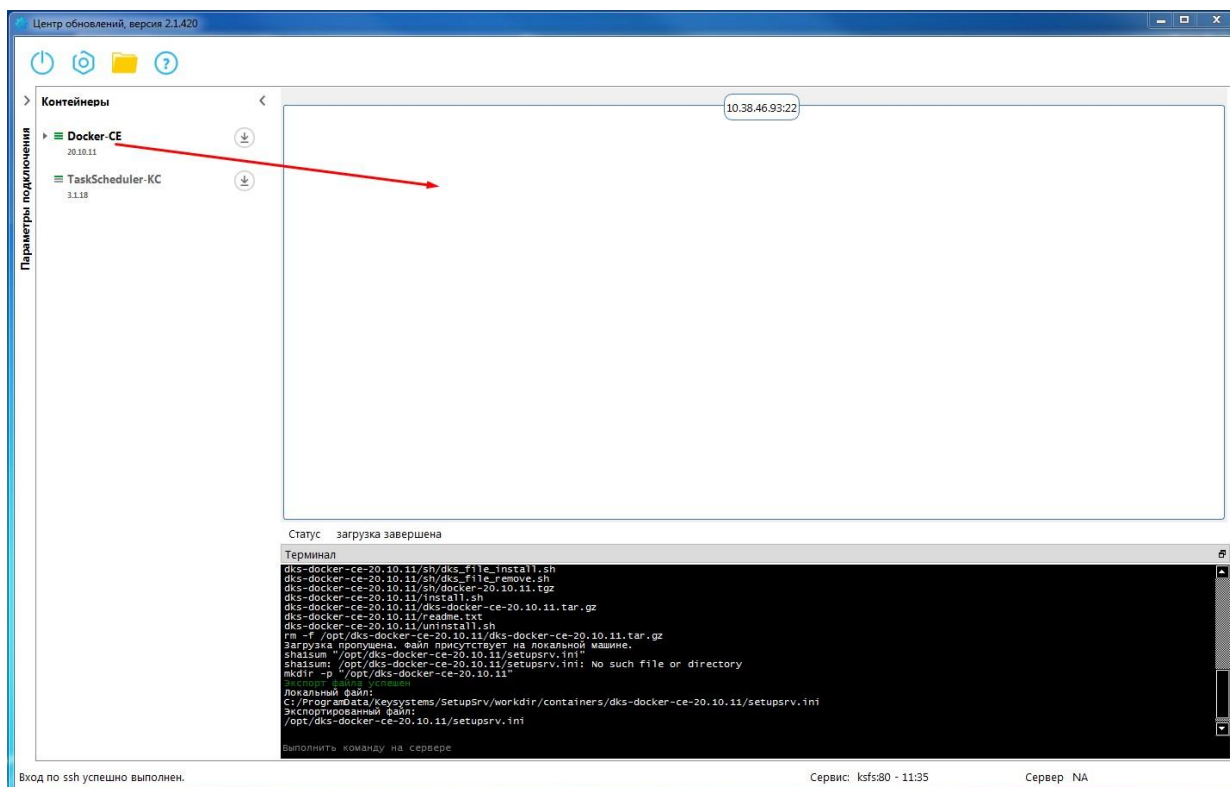 Центр обновлений, версия 2.1.420
Контейнеры
10.38.46.93:22
Параметры подключения
Docker-CE
20.10.11
TaskScheduler-KC
3.1.18
Статус загрузка завершена
Терминал
dks-docker-ce-20.10.11/sh/dks_file_install.sh
dks-docker-ce-20.10.11/sh/dks_file_remove.sh
dks-docker-ce-20.10.11/sh/docker-20.10.11.tgz
dks-docker-ce-20.10.11/install.sh
dks-docker-ce-20.10.11/dks-docker-ce-20.10.11.tar.gz
dks-docker-ce-20.10.11/readme.txt
dks-docker-ce-20.10.11/uninstall.sh
rm -f /opt/dks-docker-ce-20.10.11/dks-docker-ce-20.10.11.tar.gz
Загрузка пропущена. Файл присутствует на локальной машине.
sha1sum "/opt/dks-docker-ce-20.10.11/setupsrv.ini"
sha1sum: /opt/dks-docker-ce-20.10.11/setupsrv.ini: No such file or directory
mkdir -p "/opt/dks-docker-ce-20.10.11"
Экспорт файла успешен
Локальный файл:
C:/ProgramData/Keysystems/SetupSrv/workdir/containers/dks-docker-ce-20.10.11/setupsrv.ini
Экспортированный файл:
/opt/dks-docker-ce-20.10.11/setupsrv.ini
Выполнить команду на сервере
Вход по ssh успешно выполнен.
Сервис: ksfs:80 - 11:35
Сервер NA